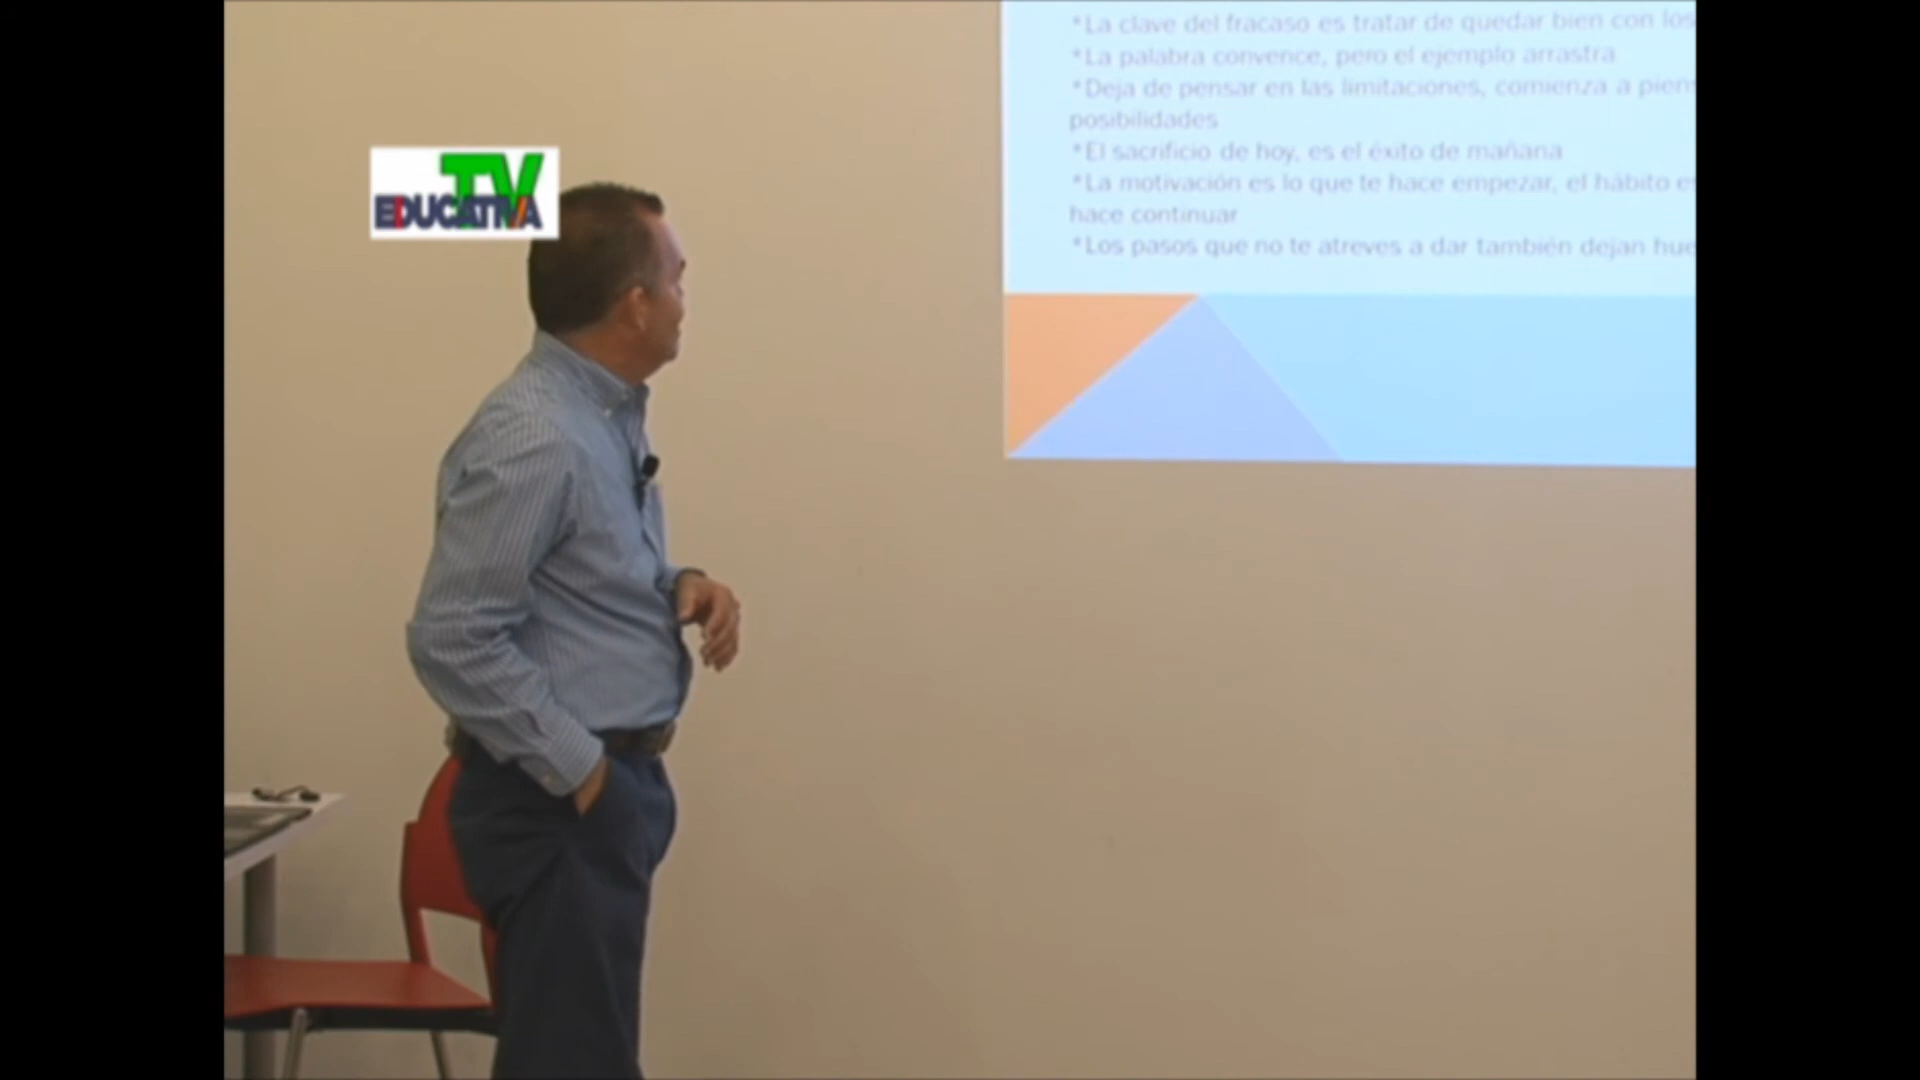 *La clave del fracaso es tratar de quedar bien con los
*La palabra convence, pero el ejemplo arrastra
*Deja de pensar en las limitaciones, comienza a piens
posibilidades
*El sacrificio de hoy, es el éxito de mañana
*La motivación es lo que te hace empezar, el hábito es
hace continuar
*Los pasos que no te atreves a dar también dejan hue
TV
EDUCATIVA